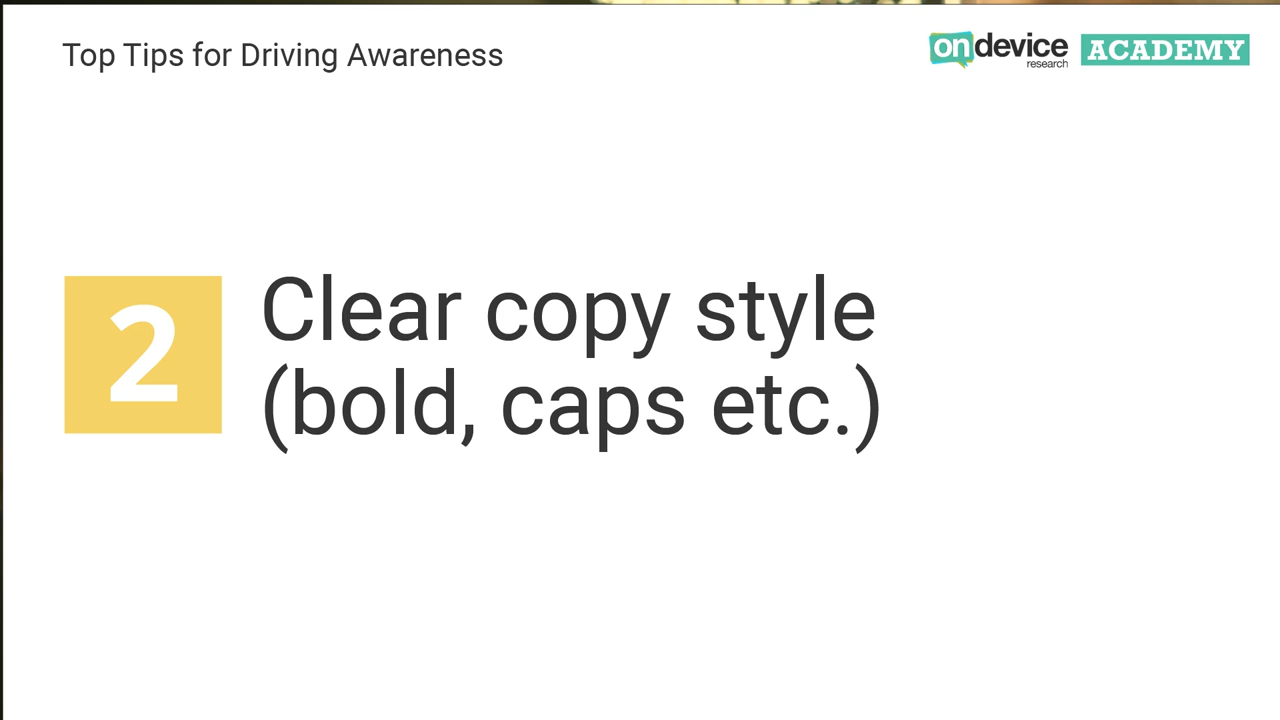 Top Tips for Driving Awareness
ondevice
research
ACADEMY
2
Clear copy style
(bold, caps etc.)